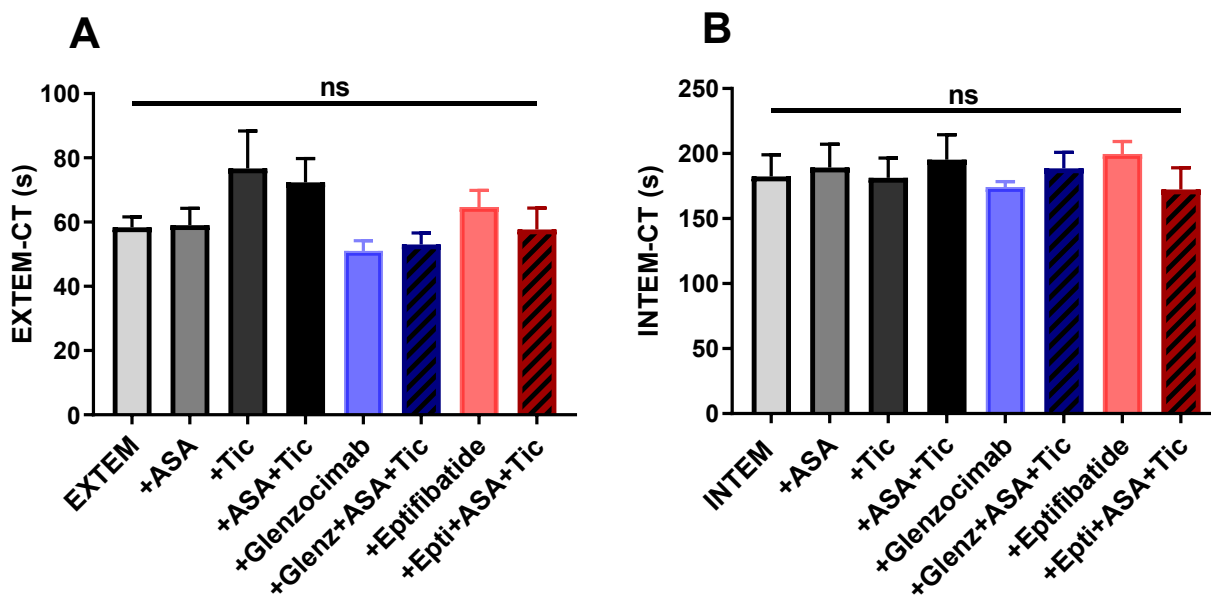 A
ns
EXTEM-CT (s)
100
80
60
40
20
0
EXTEM
+ASA
+Tic
+ASA+Tic
+Glenzocimab
+Glenz+ASA+Tic
+Eptifibatide
+Epti+ASA+Tic
B
ns
INTEM-CT (s)
250
200
150
100
50
0
INTEM
+ASA
+Tic
+ASA+Tic
+Glenzocimab
+Glenz+ASA+Tic
+Eptifibatide
+Epti+ASA+Tic